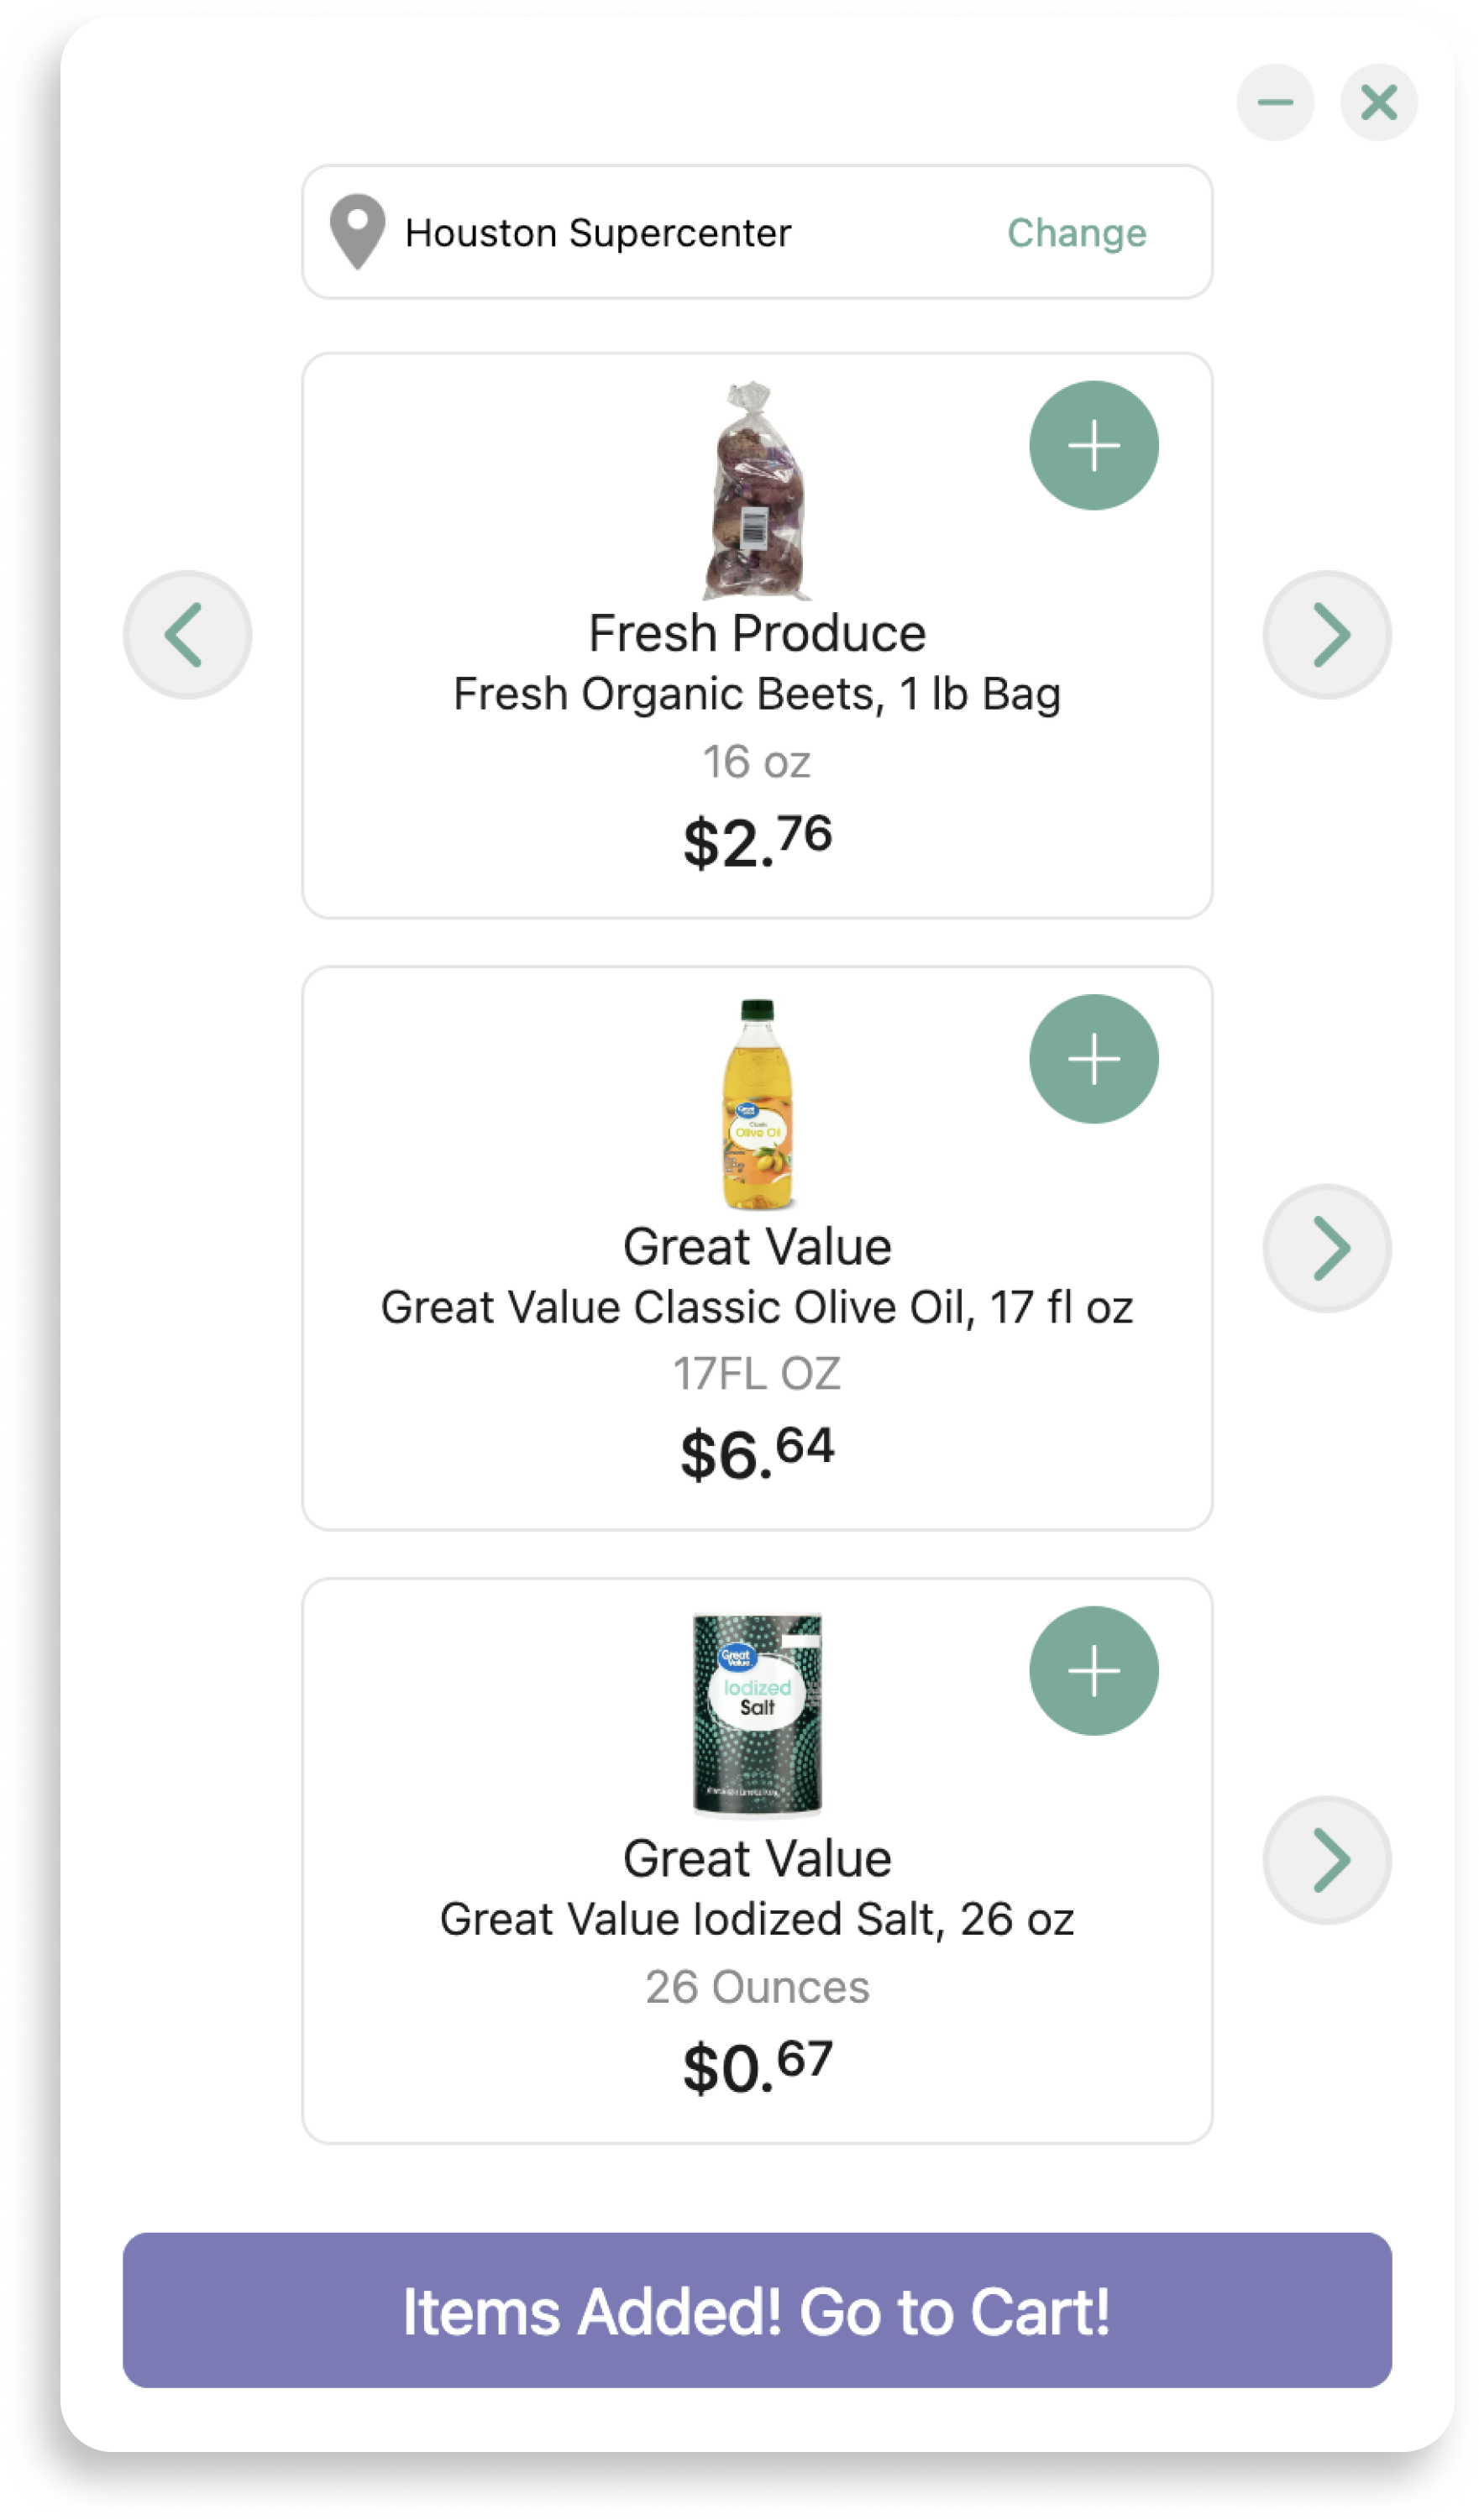 Houston Supercenter Change
Fresh Produce
Fresh Organic Beets, 1 lb Bag
16 oz
$2.76
Great Value
Classic
Olive Oil
Great Value
Great Value Classic Olive Oil, 17 fl oz
17FL OZ
$6.64
Great
Value
Iodized
Salt
Great Value
Great Value Iodized Salt, 26 oz
26 Ounces
$0.67
Items Added! Go to Cart!